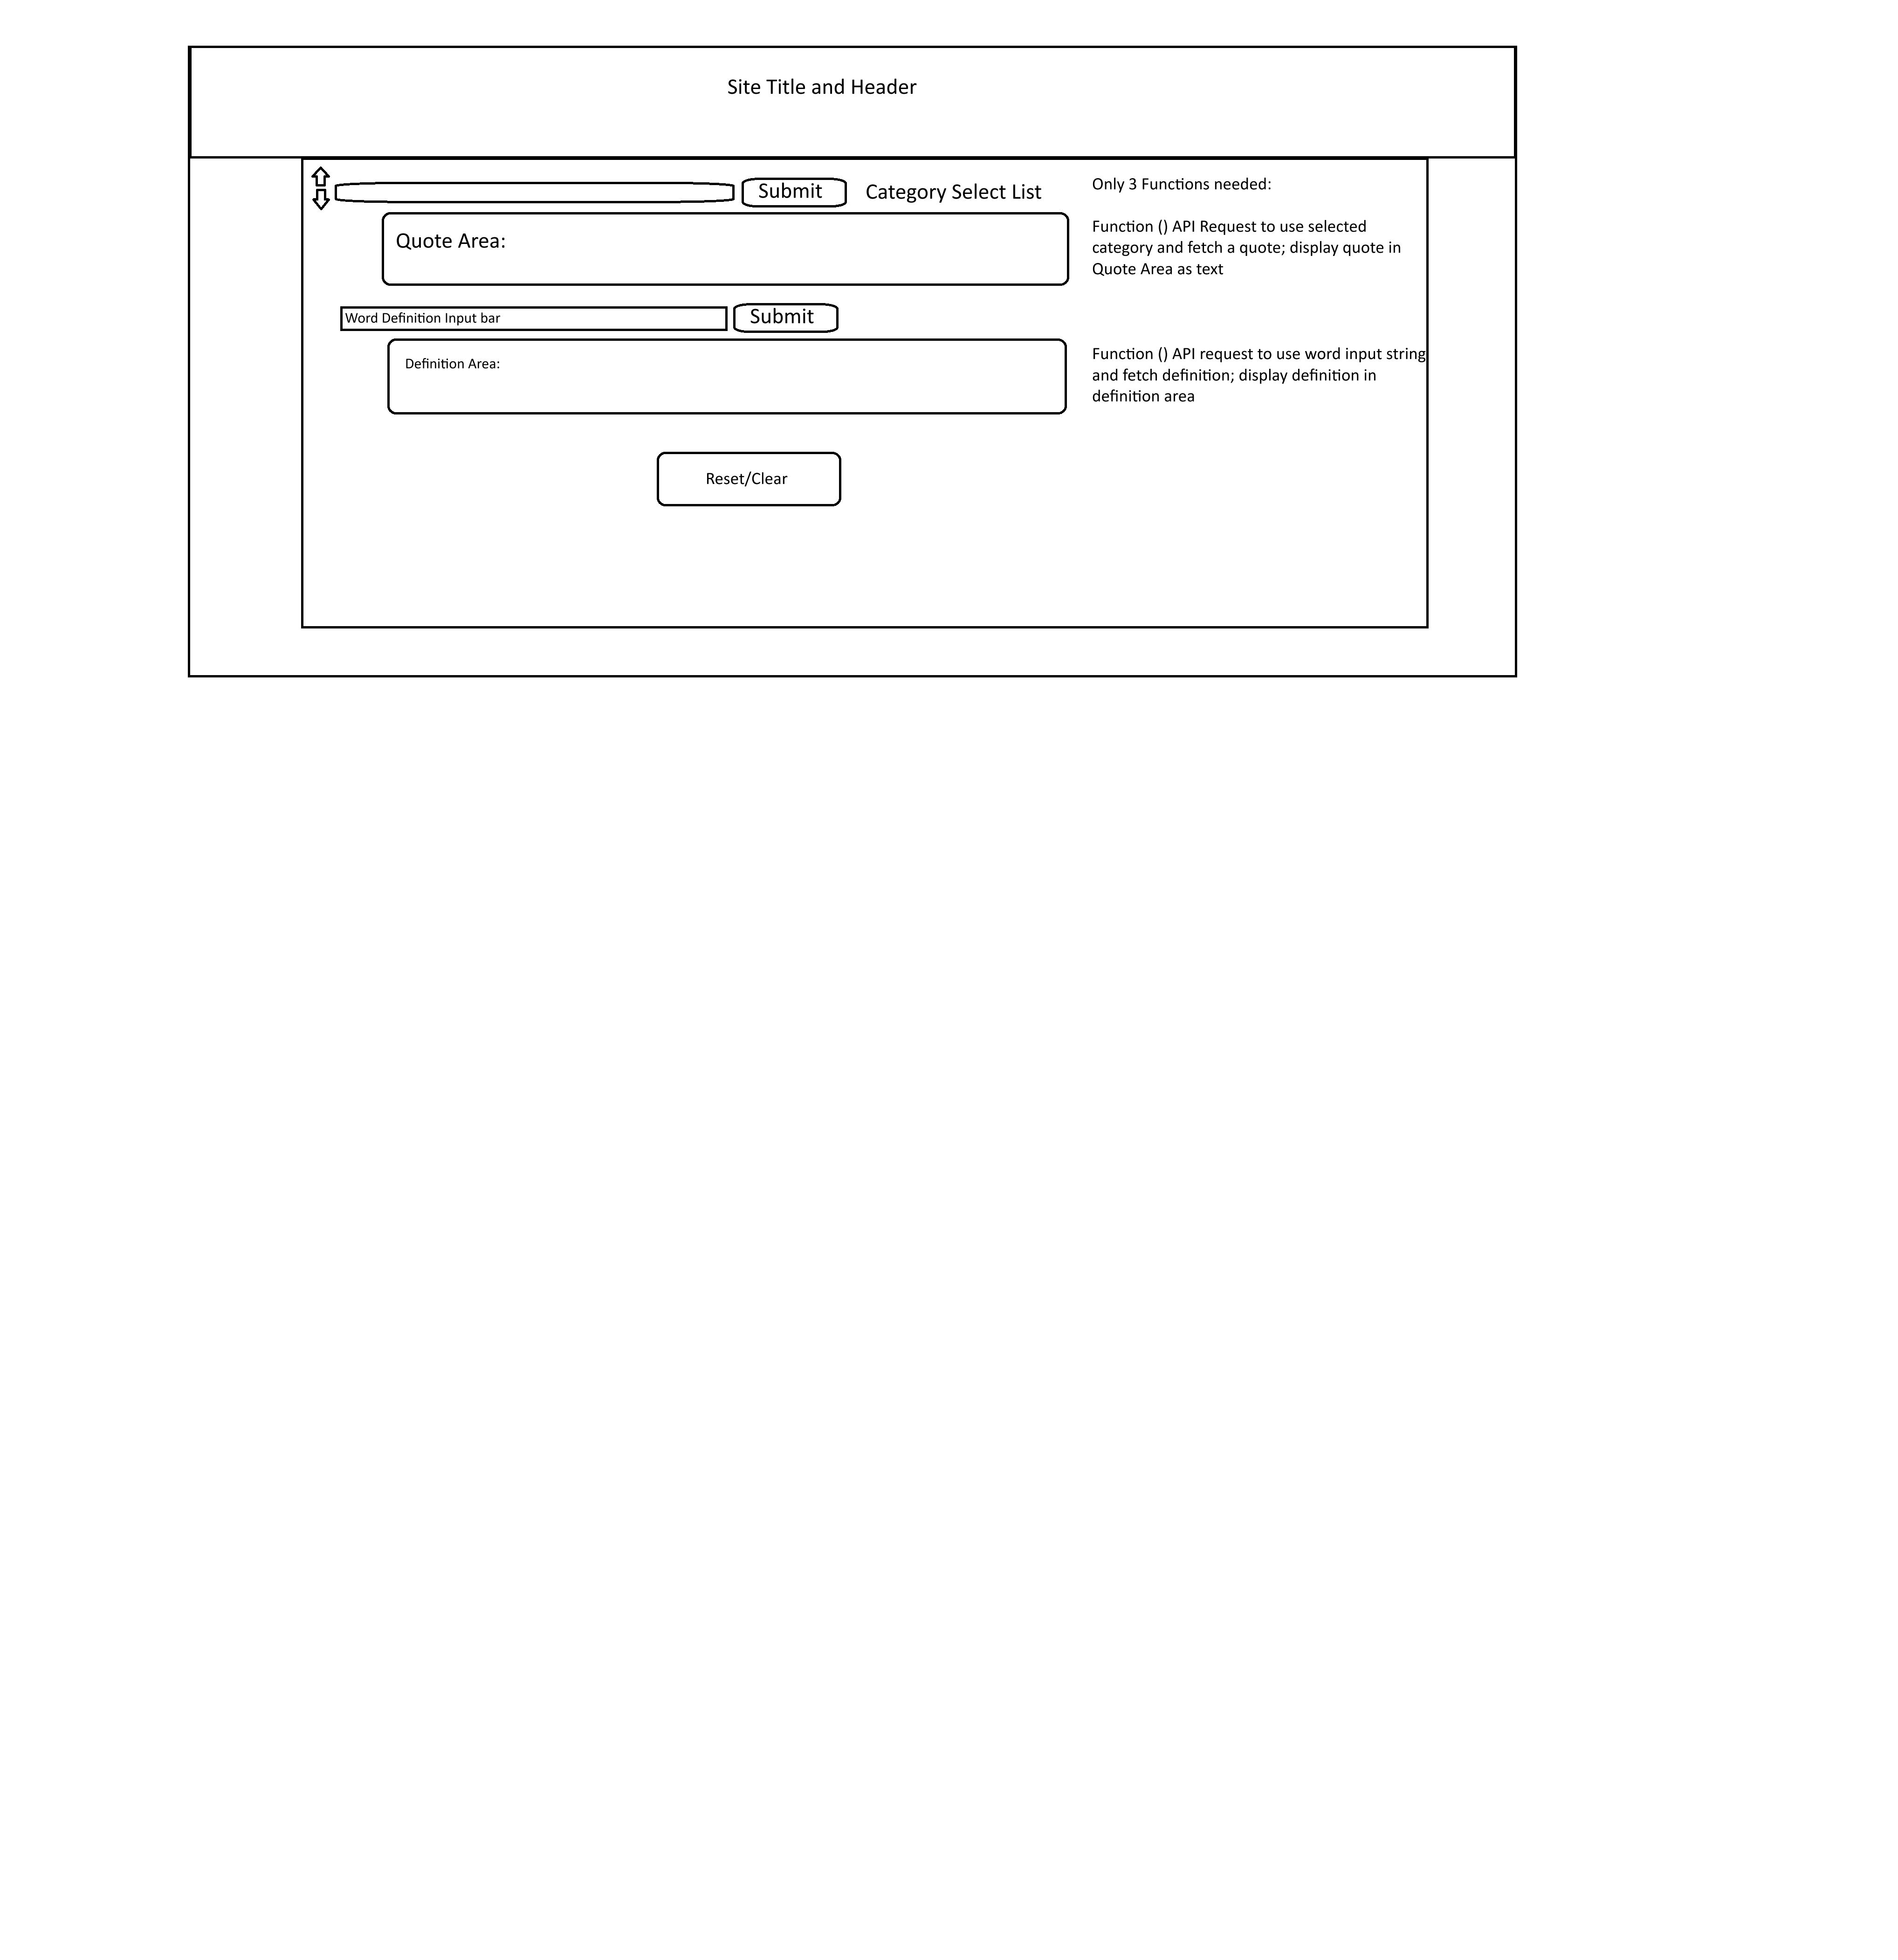 Site Title and Header
Submit
Category Select List
Only 3 Functions needed:
Quote Area:
Function () API Request to use selected
category and fetch a quote; display quote in
Quote Area as text
Word Definition Input bar
Submit
Definition Area:
Function () API request to use word input string
and fetch definition; display definition in
definition area
Reset/Clear